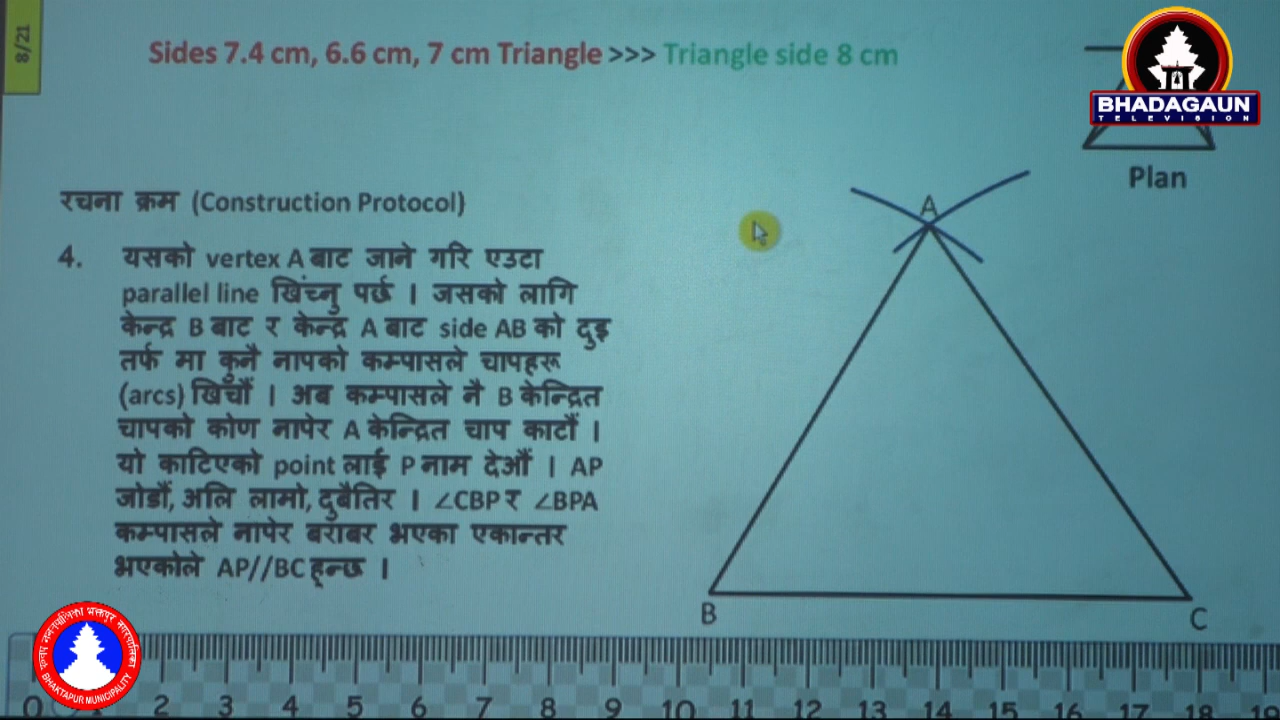 8/21
Sides 7.4 cm, 6.6 cm, 7 cm Triangle >>> Triangle side 8 cm
BHADAGAUN
TELEVISION
Plan
रचना क्रम (Construction Protocol)
4. यसको vertex A बाट जाने गरि एउटा
parallel line खिंच्नु पर्छ । जसको लागि
केन्द्र B बाट र केन्द्र A बाट side AB को दुइ
तर्फ मा कुनै नापको कम्पासले चापहरू
(arcs) खिचौं । अब कम्पासले नै B केन्द्रित
चापको कोण नापेर A केन्द्रित चाप काटौं ।
यो काटिएको point लाई P नाम देऔं । AP
जोडौं, अलि लामो, दुबैतिर । ∠CBP र ∠BPA
कम्पासले नापेर बराबर भएका एकान्तर
भएकोले AP//BC हुन्छ ।
A
B
C
BHAKTAPUR MUNICIPALITY
0 2 3 4 5 6 7 8 9 10 11 12 13 14 15 16 17 18 19